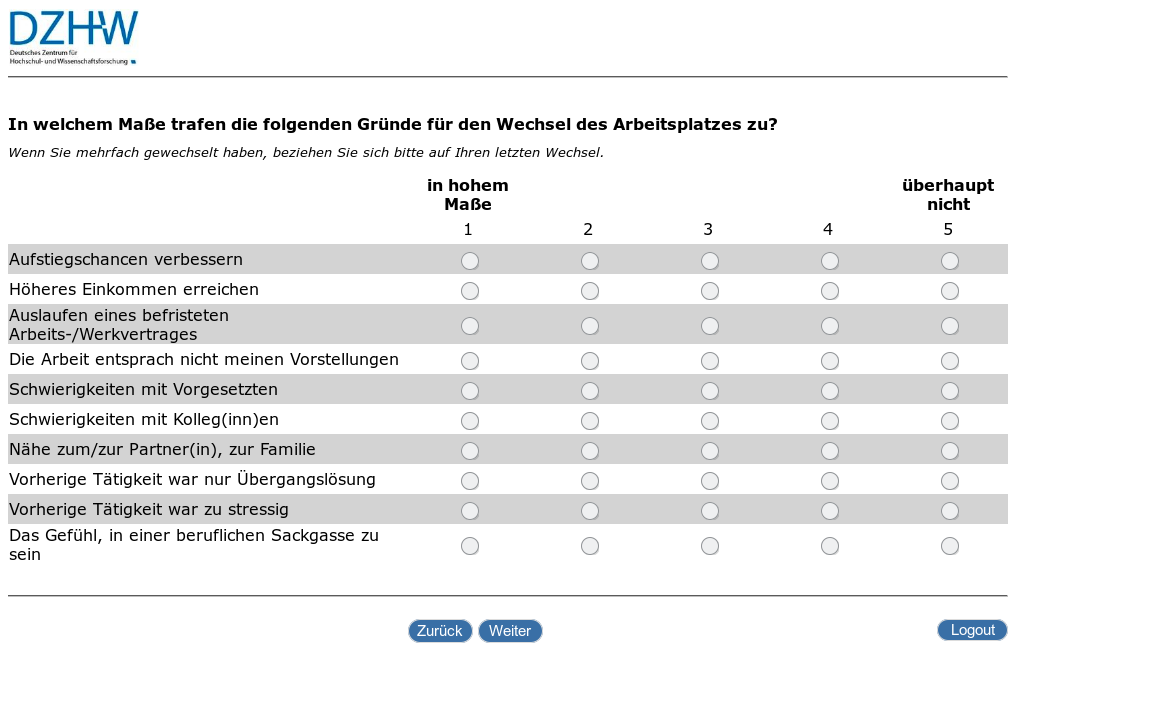 DZHW
Deutsches Zentrum für
Hochschul- und Wissenschaftsforschung
In welchem Maße trafen die folgenden Gründe für den Wechsel des Arbeitsplatzes zu?
Wenn Sie mehrfach gewechselt haben, beziehen Sie sich bitte auf Ihren letzten Wechsel.
in hohem überhaupt
Maße nicht
1 2 3 4 5
Aufstiegschancen verbessern
Höheres Einkommen erreichen
Auslaufen eines befristeten
Arbeits-/Werkvertrages
Die Arbeit entsprach nicht meinen Vorstellungen
Schwierigkeiten mit Vorgesetzten
Schwierigkeiten mit Kolleg(inn)en
Nähe zum/zur Partner(in), zur Familie
Vorherige Tätigkeit war nur Übergangslösung
Vorherige Tätigkeit war zu stressig
Das Gefühl, in einer beruflichen Sackgasse zu
sein
Zurück Weiter Logout